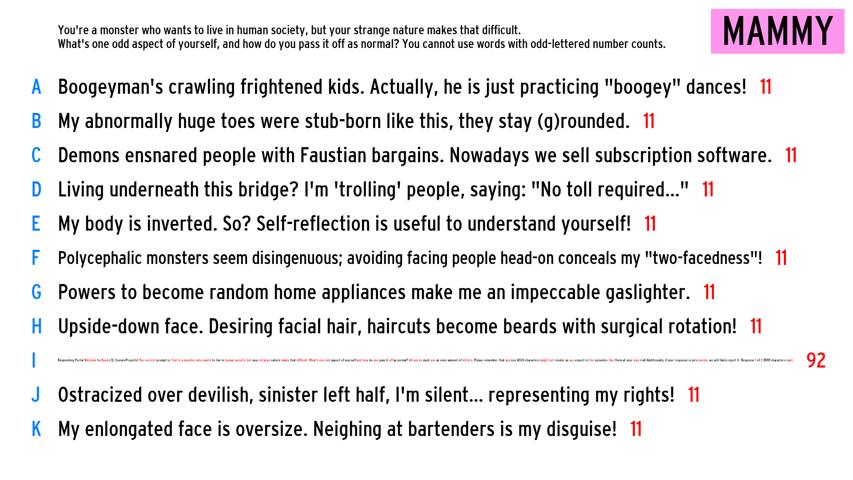 You're a monster who wants to live in human society, but your strange nature makes that difficult.
What's one odd aspect of yourself, and how do you pass it off as normal? You cannot use words with odd-lettered number counts.
MAMMY
A Boogeyman's crawling frightened kids. Actually, he is just practicing "boogey" dances! 11
B My abnormally huge toes were stub-born like this, they stay (g)rounded. 11
C Demons ensnared people with Faustian bargains. Nowadays we sell subscription software. 11
D Living underneath this bridge? I'm 'trolling' people, saying: "No toll required..." 11
E My body is inverted. So? Self-reflection is useful to understand yourself! 11
F Polycephalic monsters seem disingenuous; avoiding facing people head-on conceals my "two-facedness"! 11
G Powers to become random home appliances make me an impeccable gaslighter. 11
H Upside-down face. Desiring facial hair, haircuts become beards with surgical rotation! 11
I 92
J Ostracized over devilish, sinister left half, I'm silent... representing my rights! 11
K My enlongated face is oversize. Neighing at bartenders is my disguise! 11